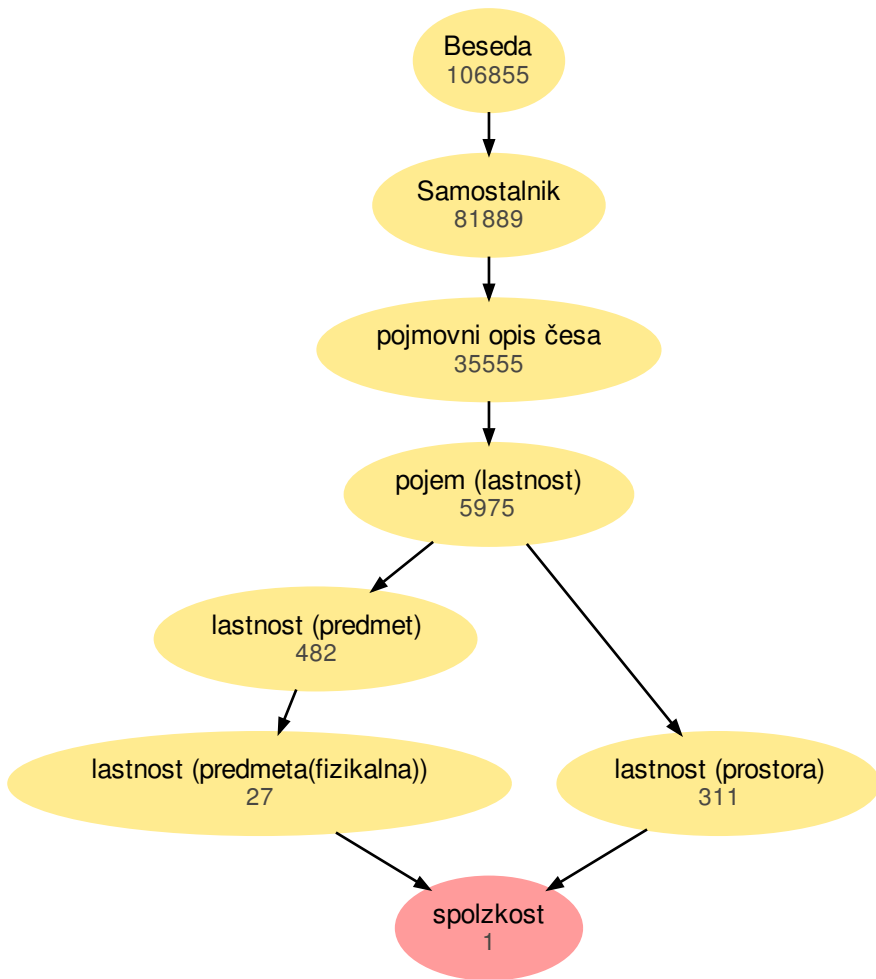 Beseda
106855
Samostalnik
81889
pojmovni opis česa
35555
pojem (lastnost)
5975
lastnost (predmet)
482
lastnost (predmeta(fizikalna))
27
lastnost (prostora)
311
spolzkost
1